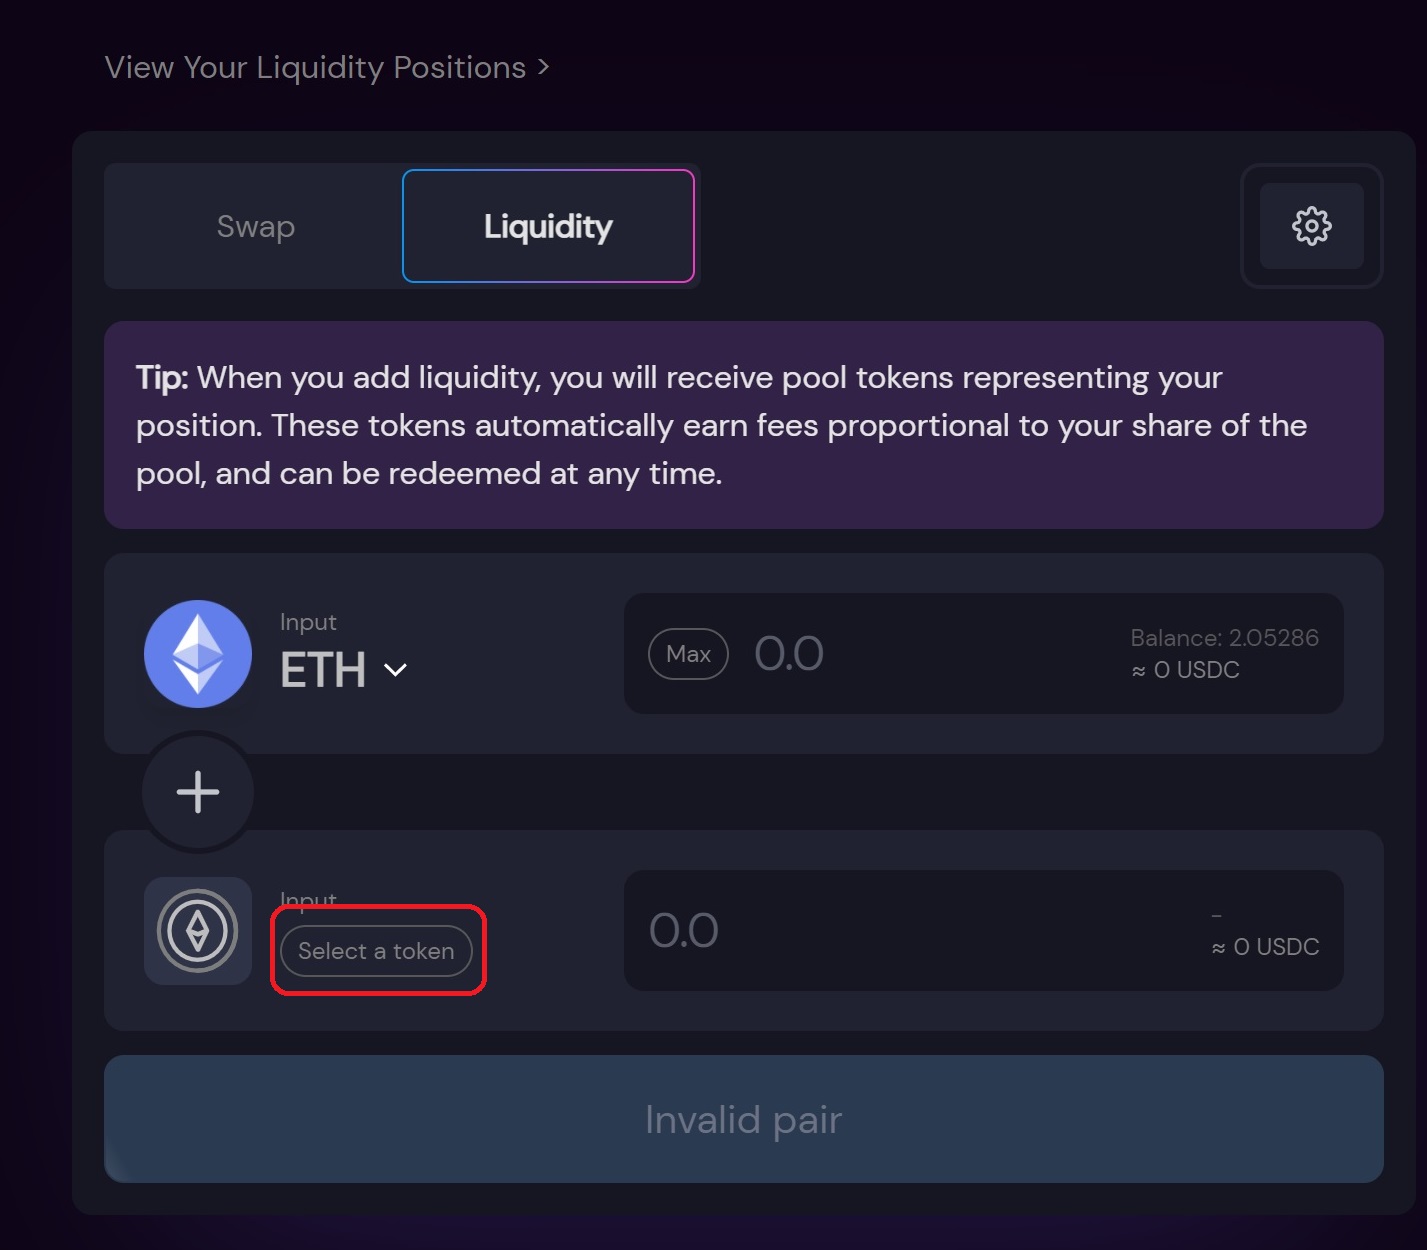 View Your Liquidity Positions >
Swap
Liquidity
Tip: When you add liquidity, you will receive pool tokens representing your
position. These tokens automatically earn fees proportional to your share of the
pool, and can be redeemed at any time.
Input
ETH
Max
0.0
Balance: 2.05286
≈ 0 USDC
Input
Select a token
0.0
-
≈ 0 USDC
Invalid pair